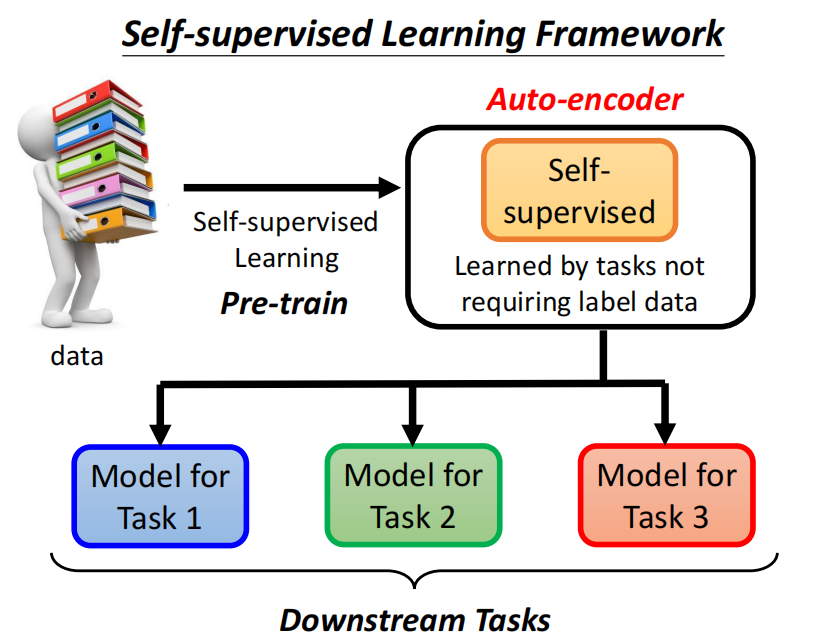 Self-supervised Learning Framework
Auto-encoder
Self-
supervised
Learned by tasks not
requiring label data
Self-supervised
Learning
Pre-train
data
Model for
Task 1
Model for
Task 2
Model for
Task 3
Downstream Tasks